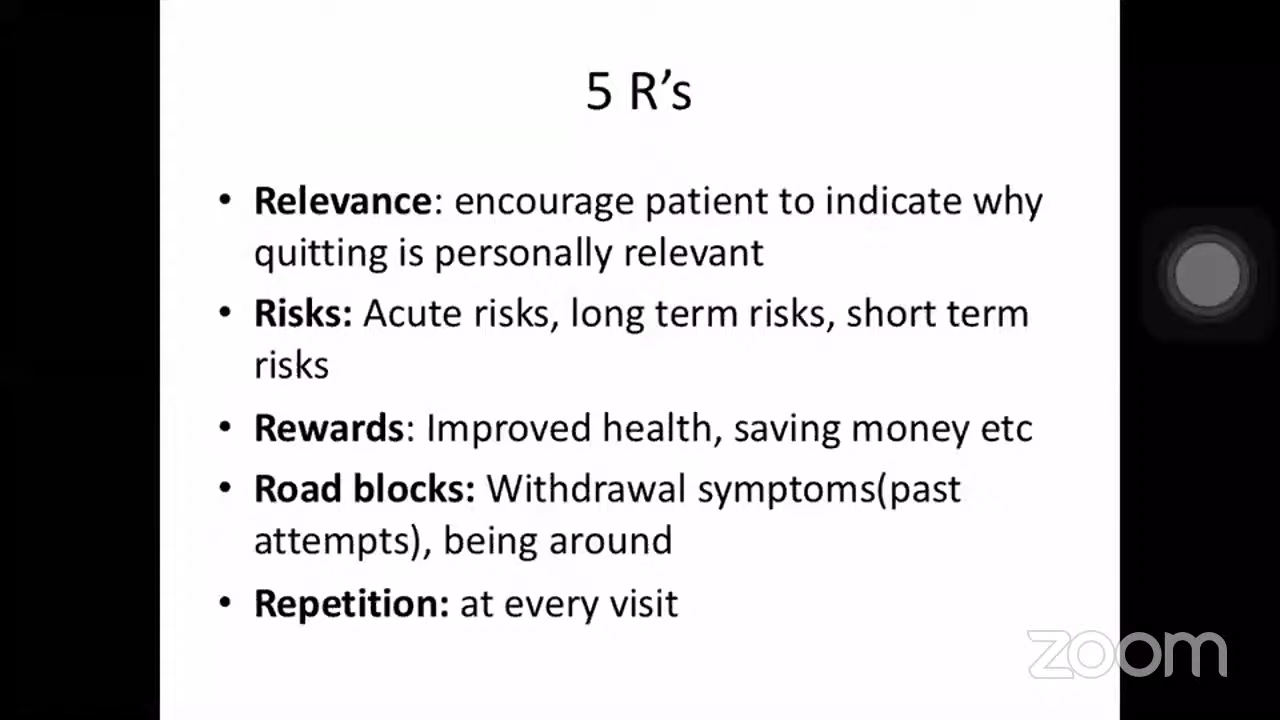 5 R’s
• Relevance: encourage patient to indicate why
quitting is personally relevant
• Risks: Acute risks, long term risks, short term
risks
• Rewards: Improved health, saving money etc
• Road blocks: Withdrawal symptoms(past
attempts), being around
• Repetition: at every visit
zoom